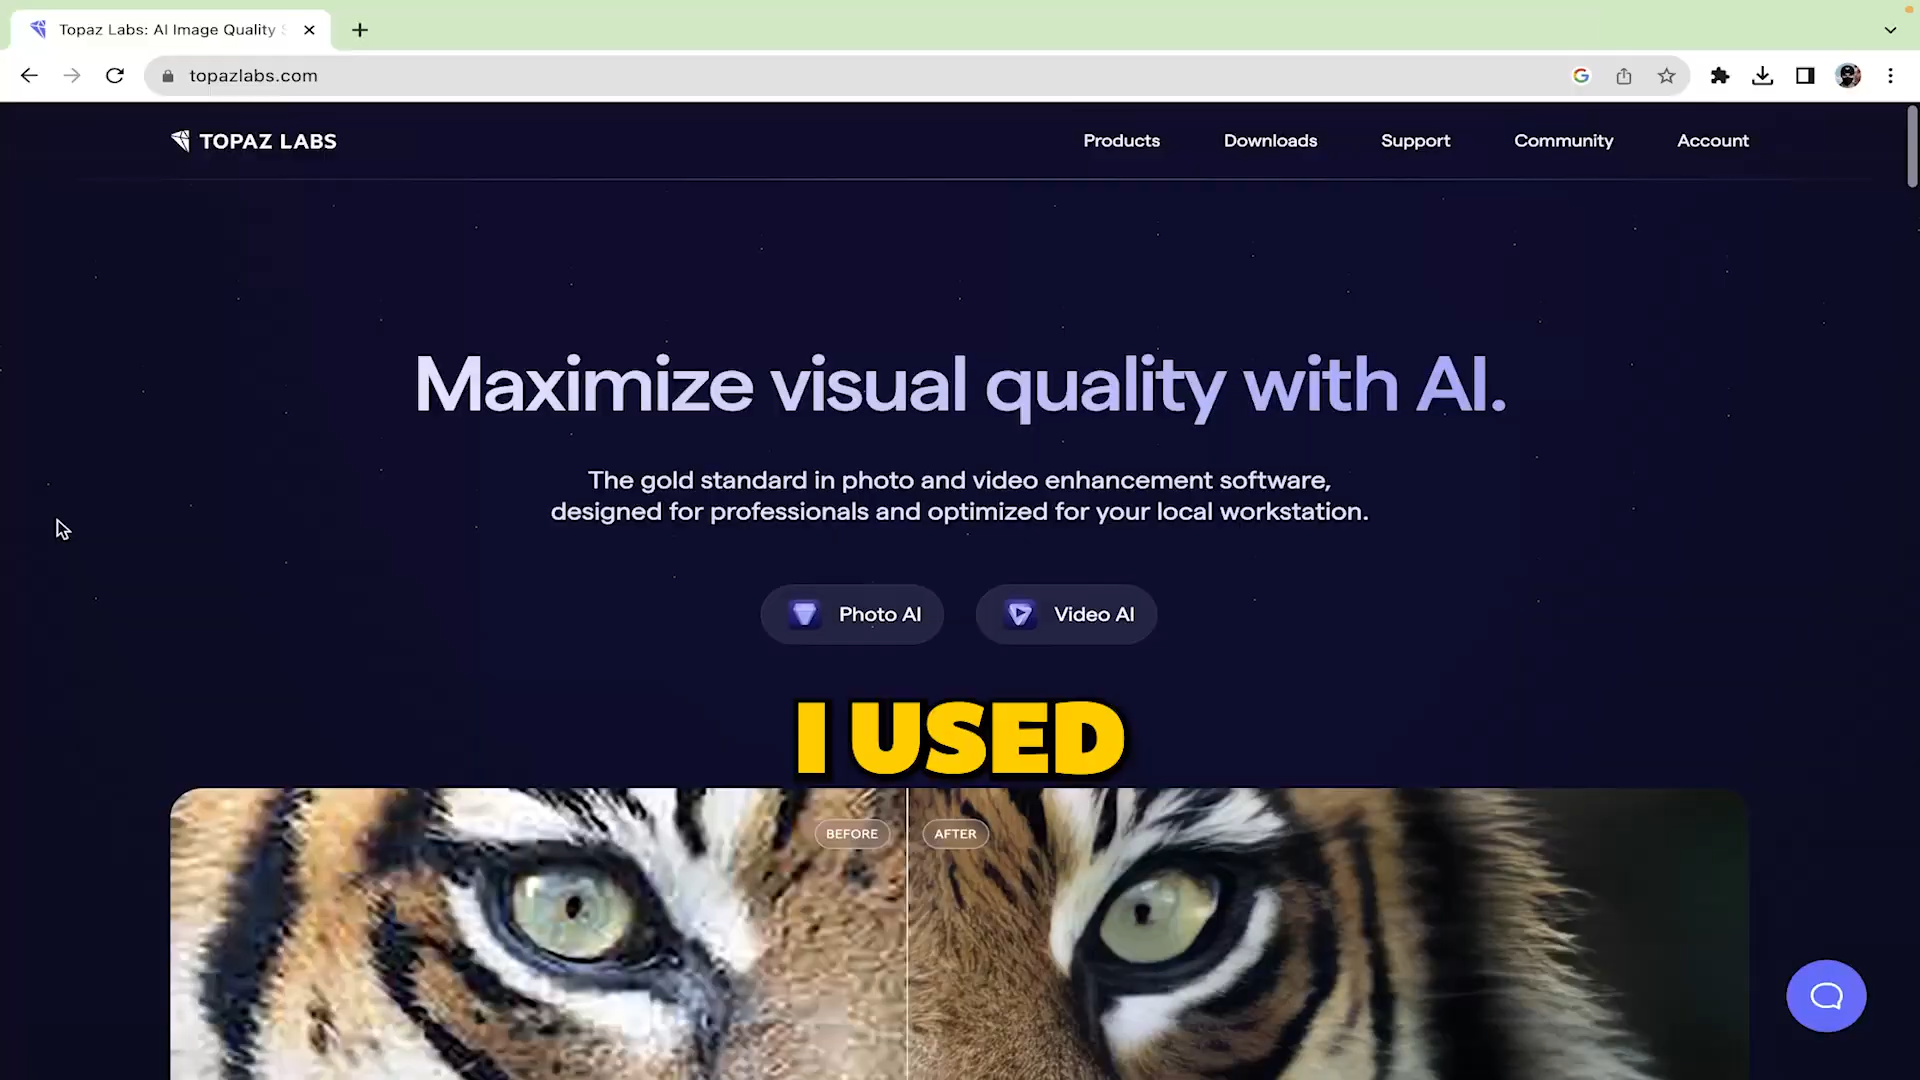 Topaz Labs: AI Image Quality
topazlabs.com
TOPAZ LABS
Products
Downloads
Support
Community
Account
Maximize visual quality with AI.
The gold standard in photo and video enhancement software,
designed for professionals and optimized for your local workstation.
Photo AI
Video AI
I USED
BEFORE
AFTER